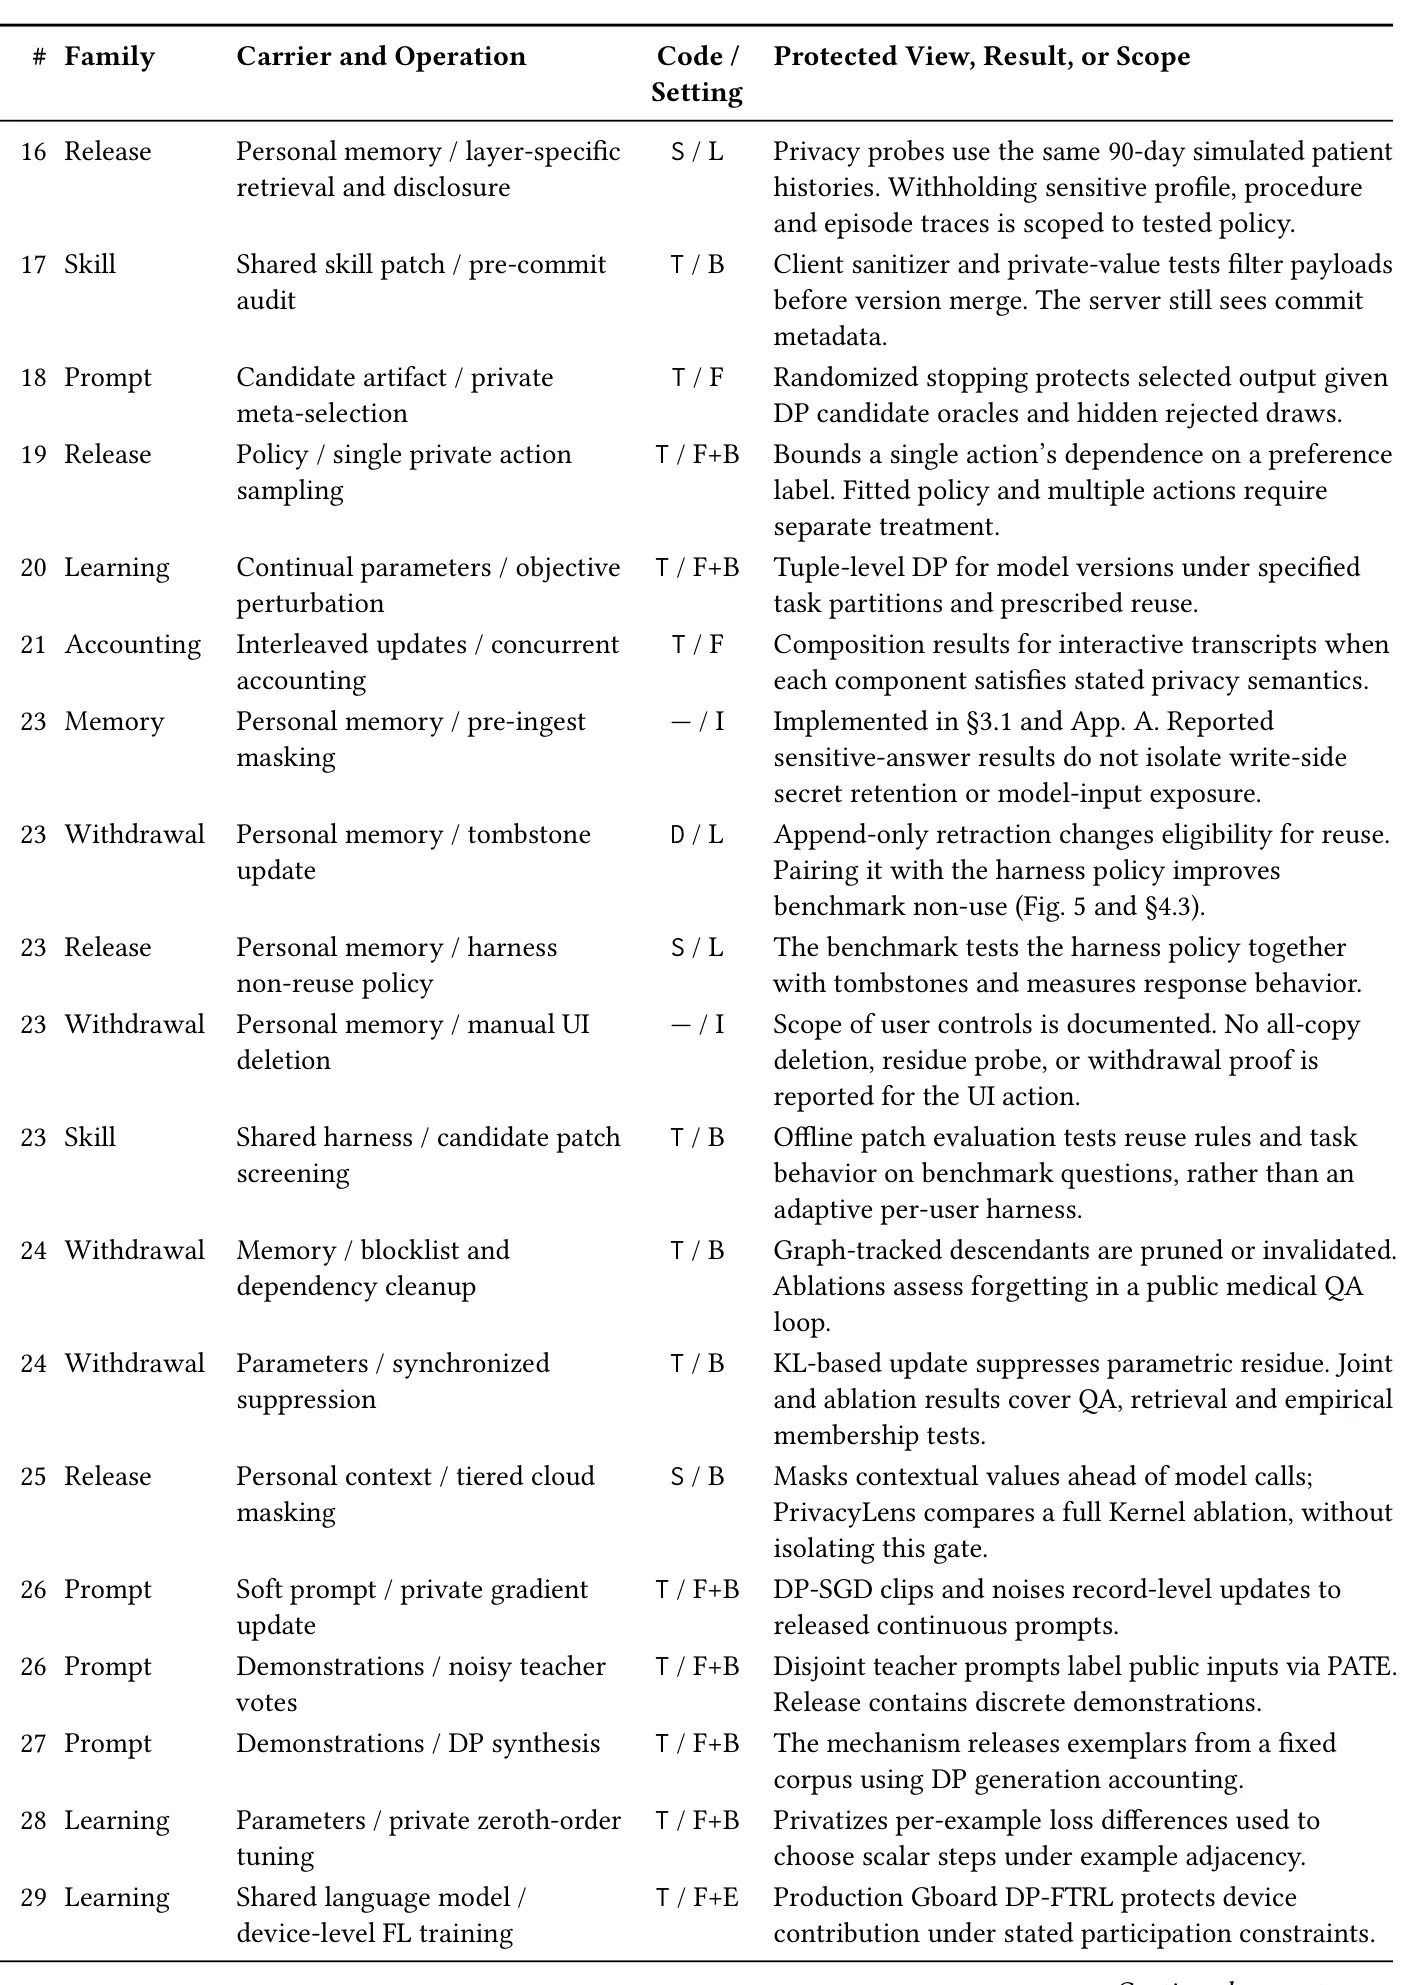 # Family Carrier and Operation Code / Protected View, Result, or Scope
Setting
16 Release Personal memory / layer-specific S / L Privacy probes use the same 90-day simulated patient
retrieval and disclosure histories. Withholding sensitive profile, procedure
and episode traces is scoped to tested policy.
17 Skill Shared skill patch / pre-commit T / B Client sanitizer and private-value tests filter payloads
audit before version merge. The server still sees commit
metadata.
18 Prompt Candidate artifact / private T / F Randomized stopping protects selected output given
meta-selection DP candidate oracles and hidden rejected draws.
19 Release Policy / single private action T / F+B Bounds a single action’s dependence on a preference
sampling label. Fitted policy and multiple actions require
separate treatment.
20 Learning Continual parameters / objective T / F+B Tuple-level DP for model versions under specified
perturbation task partitions and prescribed reuse.
21 Accounting Interleaved updates / concurrent T / F Composition results for interactive transcripts when
accounting each component satisfies stated privacy semantics.
23 Memory Personal memory / pre-ingest — / I Implemented in §3.1 and App. A. Reported
masking sensitive-answer results do not isolate write-side
secret retention or model-input exposure.
23 Withdrawal Personal memory / tombstone D / L Append-only retraction changes eligibility for reuse.
update Pairing it with the harness policy improves
benchmark non-use (Fig. 5 and §4.3).
23 Release Personal memory / harness S / L The benchmark tests the harness policy together
non-reuse policy with tombstones and measures response behavior.
23 Withdrawal Personal memory / manual UI — / I Scope of user controls is documented. No all-copy
deletion deletion, residue probe, or withdrawal proof is
reported for the UI action.
23 Skill Shared harness / candidate patch T / B Offline patch evaluation tests reuse rules and task
screening behavior on benchmark questions, rather than an
adaptive per-user harness.
24 Withdrawal Memory / blocklist and T / B Graph-tracked descendants are pruned or invalidated.
dependency cleanup Ablations assess forgetting in a public medical QA
loop.
24 Withdrawal Parameters / synchronized T / B KL-based update suppresses parametric residue. Joint
suppression and ablation results cover QA, retrieval and empirical
membership tests.
25 Release Personal context / tiered cloud S / B Masks contextual values ahead of model calls;
masking PrivacyLens compares a full Kernel ablation, without
isolating this gate.
26 Prompt Soft prompt / private gradient T / F+B DP-SGD clips and noises record-level updates to
update released continuous prompts.
26 Prompt Demonstrations / noisy teacher T / F+B Disjoint teacher prompts label public inputs via PATE.
votes Release contains discrete demonstrations.
27 Prompt Demonstrations / DP synthesis T / F+B The mechanism releases exemplars from a fixed
corpus using DP generation accounting.
28 Learning Parameters / private zeroth-order T / F+B Privatizes per-example loss differences used to
tuning choose scalar steps under example adjacency.
29 Learning Shared language model / T / F+E Production Gboard DP-FTRL protects device
device-level FL training contribution under stated participation constraints.